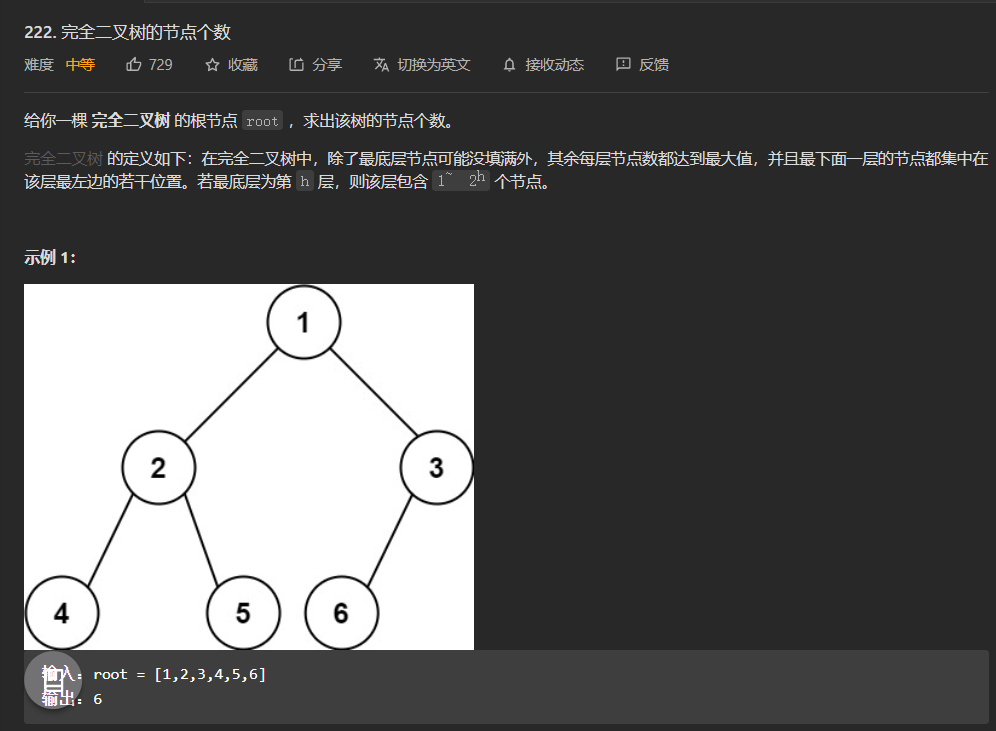 222. 完全二叉树的节点个数
难度 中等 729 收藏 分享 切换为英文 接收动态 反馈
给你一棵 完全二叉树 的根节点 root ，求出该树的节点个数。
完全二叉树 的定义如下：在完全二叉树中，除了最底层节点可能没填满外，其余每层节点数都达到最大值，并且最下面一层的节点都集中在
该层最左边的若干位置。若最底层为第 h 层，则该层包含 1~ 2^h 个节点。
示例 1：
1
2 3
4 5 6
输入：root = [1,2,3,4,5,6]
输出：6